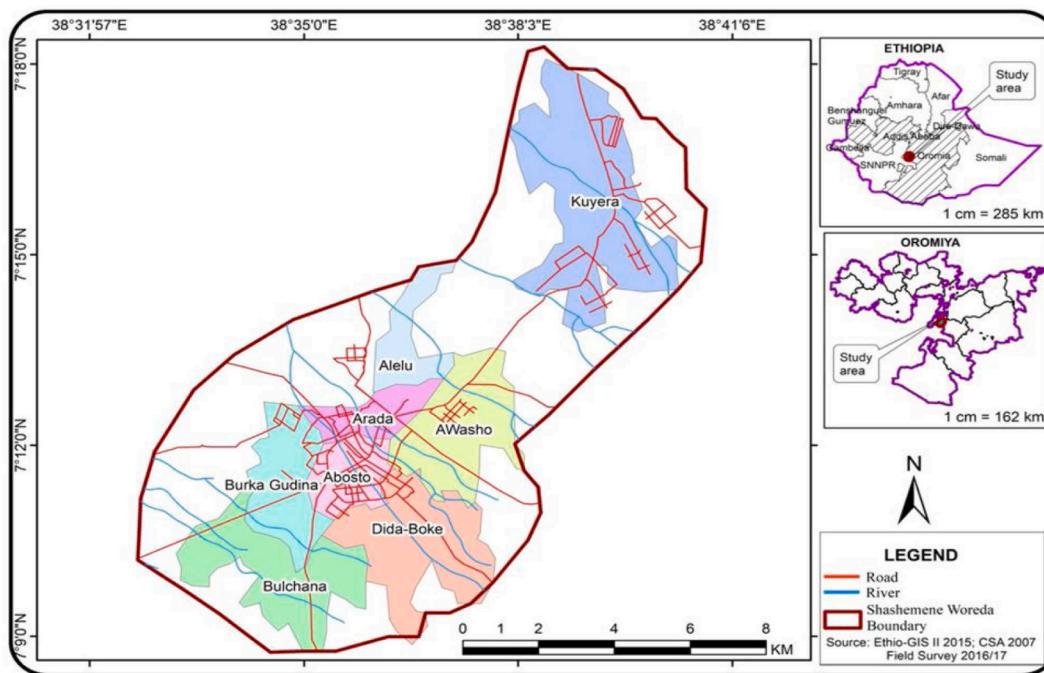 38°31'57"E
38°35'0"E
38°38'3"E
38°41'6"E
7°18'0"N
7°15'0"N
7°12'0"N
7°9'0"N
Kuyera
Alelu
Arada
AWasho
Burka Gudina
Abosto
Dida-Boke
Bulchana
0 1 2 4 6 8
KM
ETHIOPIA
Study
area
Tigray
Afar
Amhara
Benshanguel
Gumuez
Dire Dawa
Addis Abeba
Gambella
Oromia
Somali
SNNPR
1 cm = 285 km
OROMIYA
Study
area
1 cm = 162 km
N
LEGEND
Road
River
Shashemene Woreda
Boundary
Source: Ethio-GIS II 2015; CSA 2007
Field Survey 2016/17